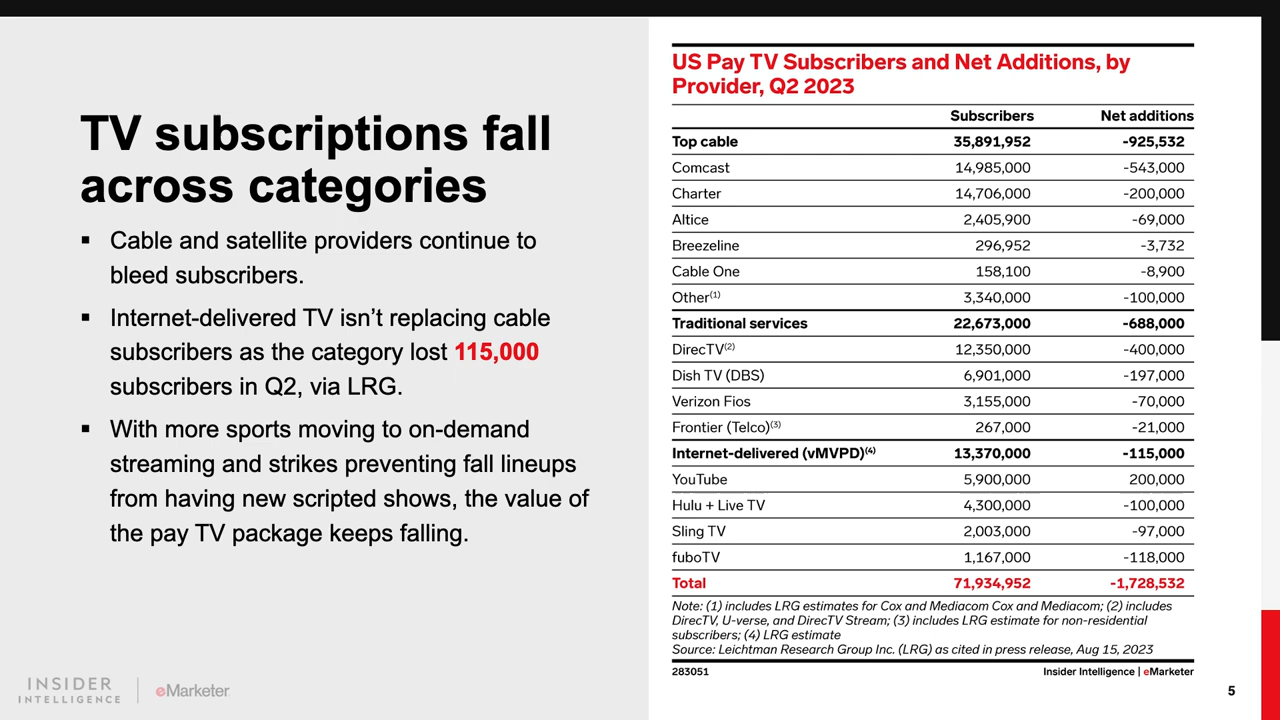 TV subscriptions fall
across categories
▪ Cable and satellite providers continue to
bleed subscribers.
▪ Internet-delivered TV isn’t replacing cable
subscribers as the category lost 115,000
subscribers in Q2, via LRG.
▪ With more sports moving to on-demand
streaming and strikes preventing fall lineups
from having new scripted shows, the value of
the pay TV package keeps falling.
INSIDER
INTELLIGENCE
eMarketer
US Pay TV Subscribers and Net Additions, by
Provider, Q2 2023
Subscribers Net additions
Top cable 35,891,952 -925,532
Comcast 14,985,000 -543,000
Charter 14,706,000 -200,000
Altice 2,405,900 -69,000
Breezeline 296,952 -3,732
Cable One 158,100 -8,900
Other(1) 3,340,000 -100,000
Traditional services 22,673,000 -688,000
DirecTV(2) 12,350,000 -400,000
Dish TV (DBS) 6,901,000 -197,000
Verizon Fios 3,155,000 -70,000
Frontier (Telco)(3) 267,000 -21,000
Internet-delivered (vMVPD)(4) 13,370,000 -115,000
YouTube 5,900,000 200,000
Hulu + Live TV 4,300,000 -100,000
Sling TV 2,003,000 -97,000
fuboTV 1,167,000 -118,000
Total 71,934,952 -1,728,532
Note: (1) includes LRG estimates for Cox and Mediacom Cox and Mediacom; (2) includes
DirecTV, U-verse, and DirecTV Stream; (3) includes LRG estimate for non-residential
subscribers; (4) LRG estimate
Source: Leichtman Research Group Inc. (LRG) as cited in press release, Aug 15, 2023
283051 Insider Intelligence | eMarketer
5